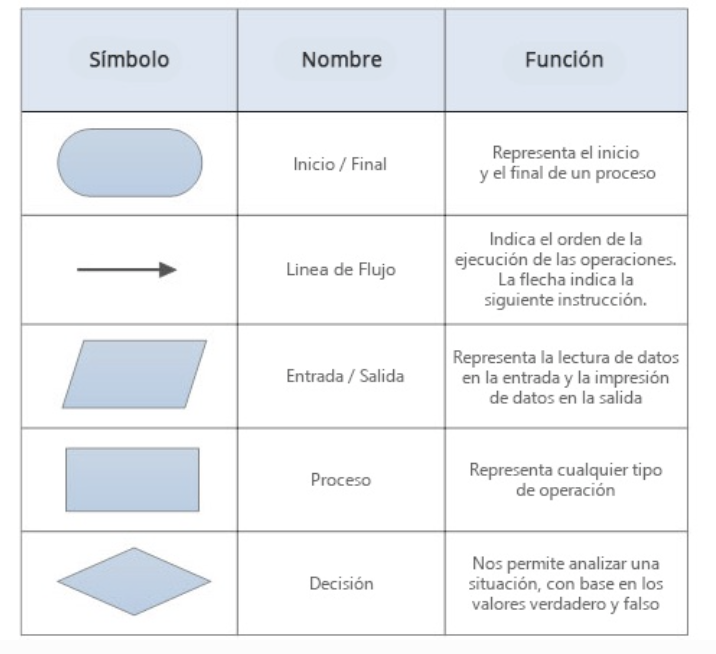 Símbolo
Nombre
Función
Inicio / Final
Representa el inicio
y el final de un proceso
Linea de Flujo
Indica el orden de la
ejecución de las operaciones.
La flecha indica la
siguiente instrucción.
Entrada / Salida
Representa la lectura de datos
en la entrada y la impresión
de datos en la salida
Proceso
Representa cualquier tipo
de operación
Decisión
Nos permite analizar una
situación, con base en los
valores verdadero y falso